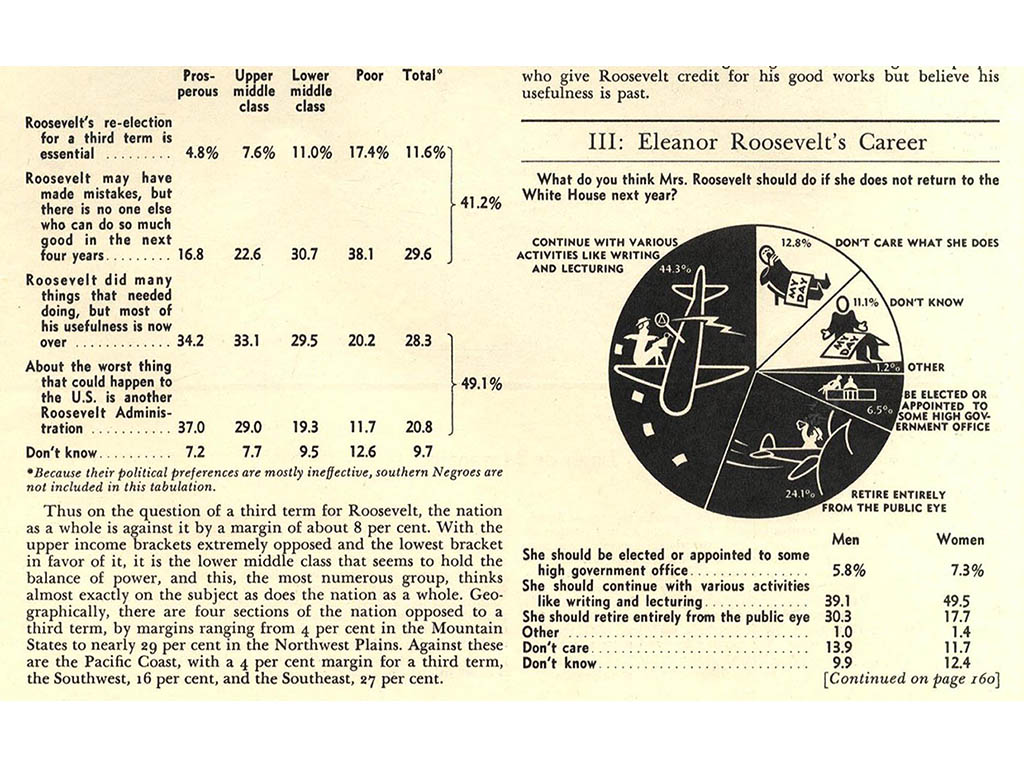 Pros- Upper Lower Poor Total*
perous middle middle
class class
Roosevelt's re-election
for a third term is
essential ......... 4.8% 7.6% 11.0% 17.4% 11.6%
Roosevelt may have
made mistakes, but
there is no one else
who can do so much
good in the next
four years......... 16.8 22.6 30.7 38.1 29.6
41.2%
Roosevelt did many
things that needed
doing, but most of
his usefulness is now
over ............. 34.2 33.1 29.5 20.2 28.3
About the worst thing
that could happen to
the U.S. is another
Roosevelt Adminis-
tration ........... 37.0 29.0 19.3 11.7 20.8
49.1%
Don't know.......... 7.2 7.7 9.5 12.6 9.7
*Because their political preferences are mostly ineffective, southern Negroes are
not included in this tabulation.
Thus on the question of a third term for Roosevelt, the nation
as a whole is against it by a margin of about 8 per cent. With the
upper income brackets extremely opposed and the lowest bracket
in favor of it, it is the lower middle class that seems to hold the
balance of power, and this, the most numerous group, thinks
almost exactly on the subject as does the nation as a whole. Geo-
graphically, there are four sections of the nation opposed to a
third term, by margins ranging from 4 per cent in the Mountain
States to nearly 29 per cent in the Northwest Plains. Against these
are the Pacific Coast, with a 4 per cent margin for a third term,
the Southwest, 16 per cent, and the Southeast, 27 per cent.
who give Roosevelt credit for his good works but believe his
usefulness is past.
III: Eleanor Roosevelt's Career
What do you think Mrs. Roosevelt should do if she does not return to the
White House next year?
CONTINUE WITH VARIOUS
ACTIVITIES LIKE WRITING
AND LECTURING
44.3%
12.8%
DON'T CARE WHAT SHE DOES
MY
DAY
11.1%
DON'T KNOW
MY
DAY
1.2%
OTHER
6.5%
BE ELECTED OR
APPOINTED TO
SOME HIGH GOV-
ERNMENT OFFICE
24.1%
RETIRE ENTIRELY
FROM THE PUBLIC EYE
Men Women
She should be elected or appointed to some
high government office................ 5.8% 7.3%
She should continue with various activities
like writing and lecturing.............. 39.1 49.5
She should retire entirely from the public eye 30.3 17.7
Other ................................ 1.0 1.4
Don't care............................. 13.9 11.7
Don't know............................ 9.9 12.4
[Continued on page 160]